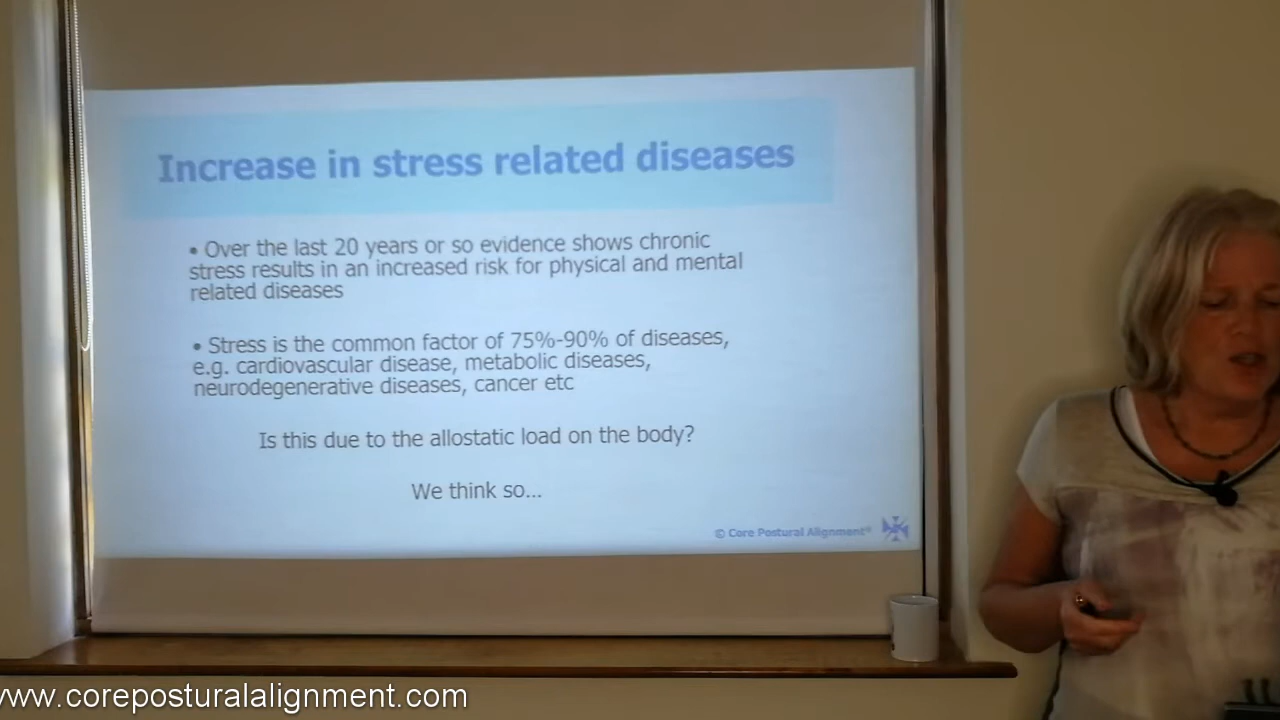 Increase in stress related diseases
• Over the last 20 years or so evidence shows chronic
stress results in an increased risk for physical and mental
related diseases
• Stress is the common factor of 75%-90% of diseases,
e.g. cardiovascular disease, metabolic diseases,
neurodegenerative diseases, cancer etc
Is this due to the allostatic load on the body?
We think so...
© Core Postural Alignment®
www.coreposturalalignment.com